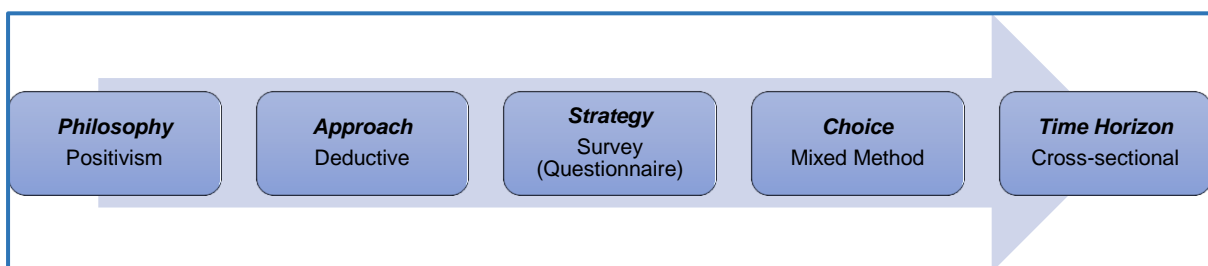 Philosophy
Positivism
Approach
Deductive
Strategy
Survey
(Questionnaire)
Choice
Mixed Method
Time Horizon
Cross-sectional